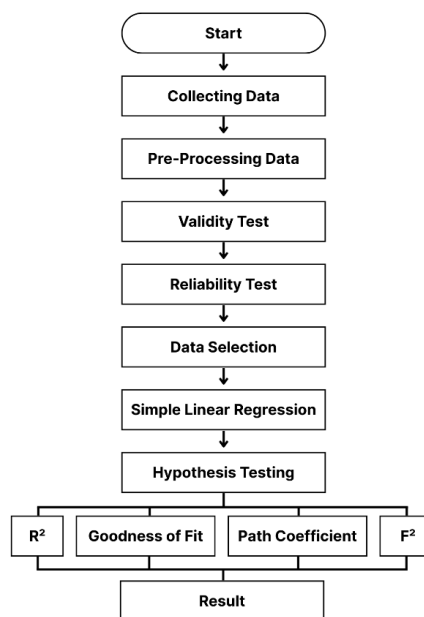 Start
Collecting Data
Pre-Processing Data
Validity Test
Reliability Test
Data Selection
Simple Linear Regression
Hypothesis Testing
R²
Goodness of Fit
Path Coefficient
F²
Result